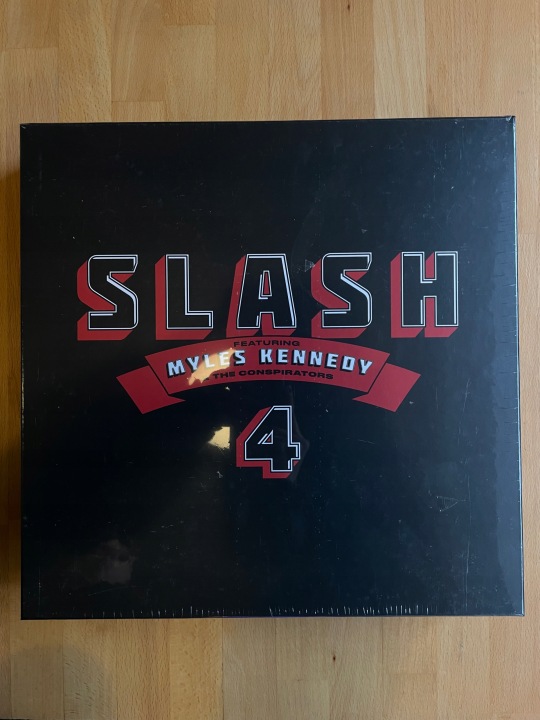 SLASH
FEATURING
MYLES KENNEDY
THE CONSPIRATORS
4